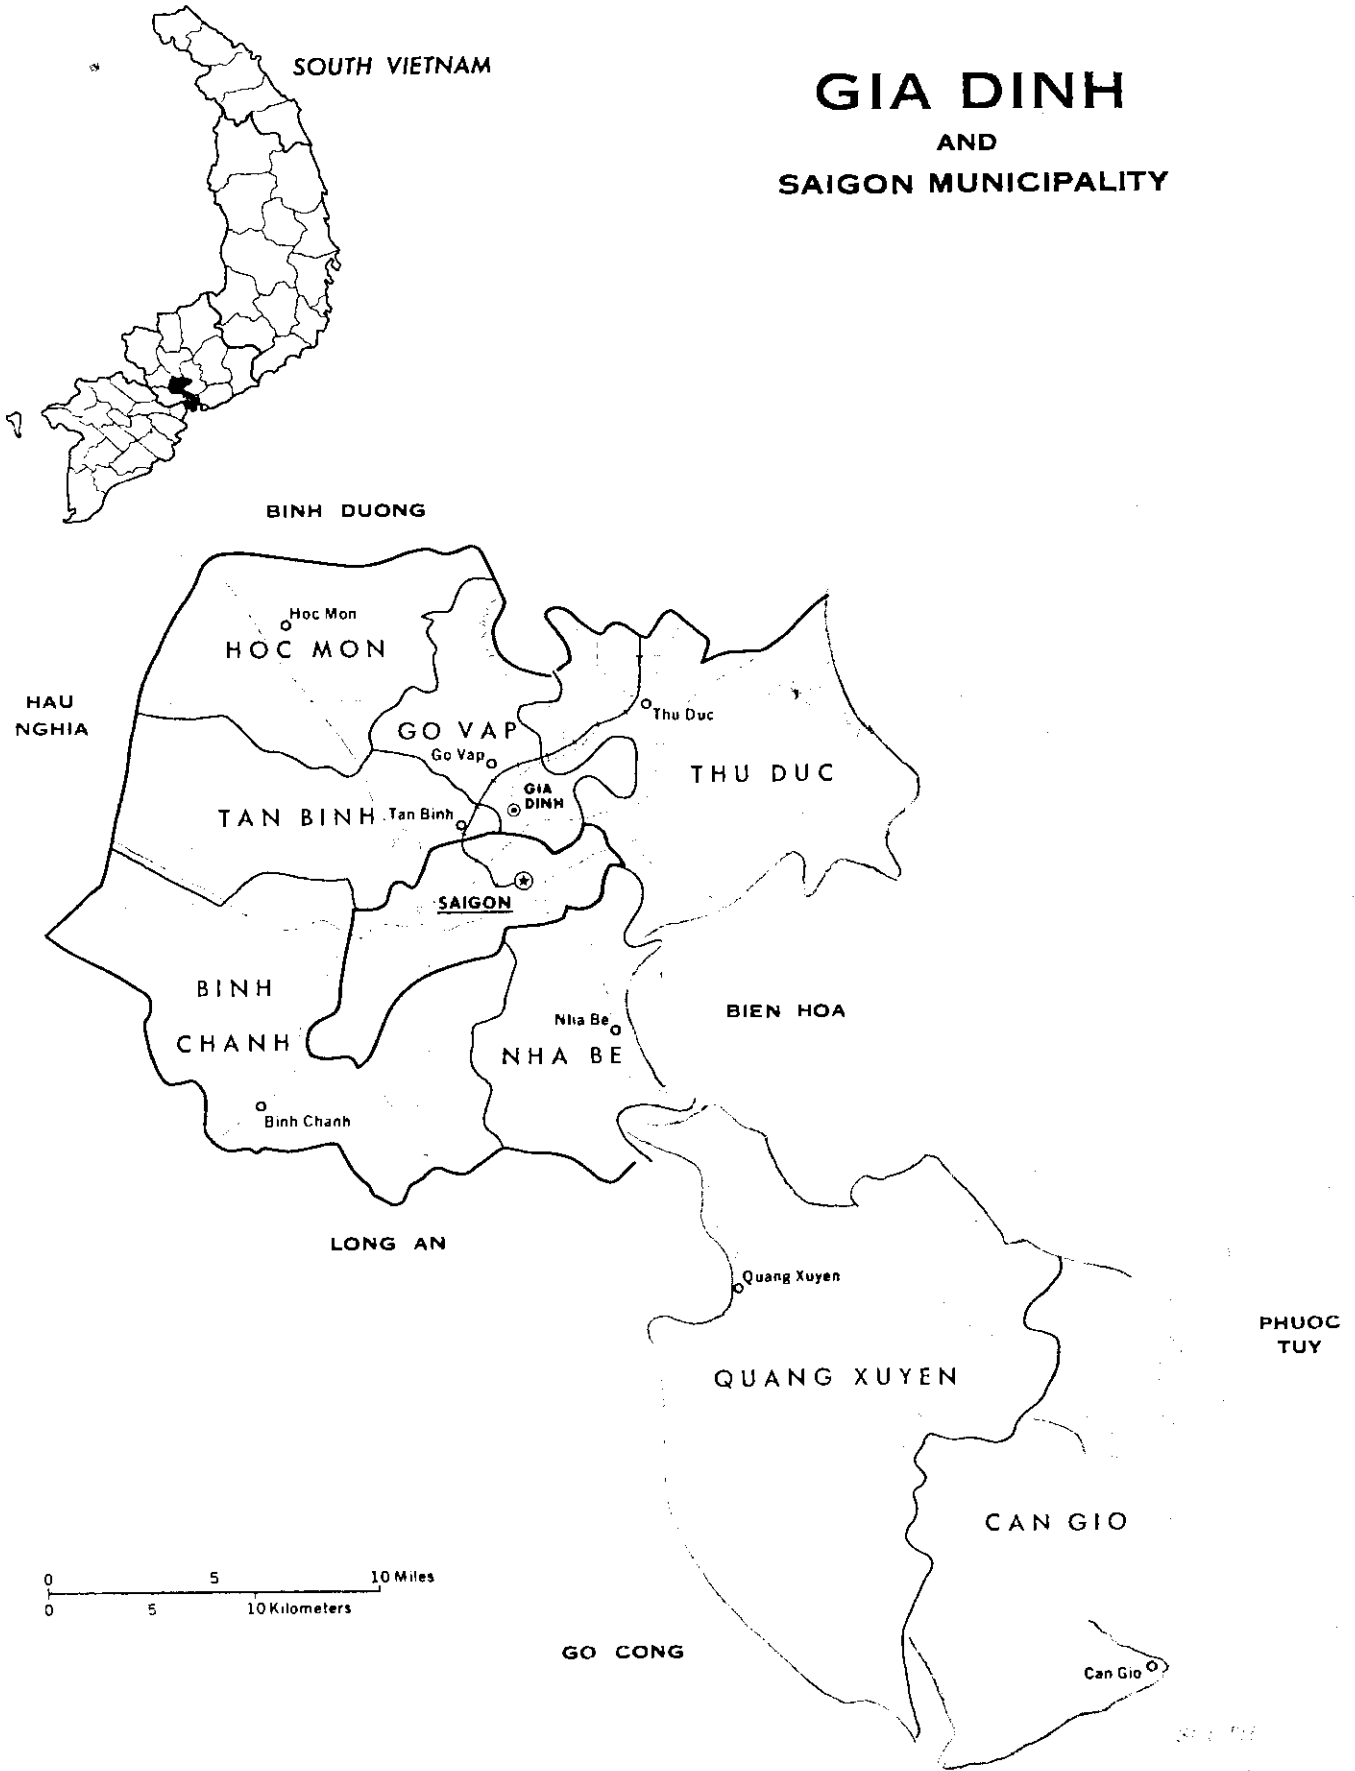 SOUTH VIETNAM
GIA DINH
AND
SAIGON MUNICIPALITY
BINH DUONG
Hoc Mon
HOC MON
HAU
NGHIA
Thu Duc
GO VAP
Go Vap
THU DUC
GIA
DINH
TAN BINH
Tan Binh
SAIGON
BINH
CHANH
BIEN HOA
Nha Be
NHA BE
Binh Chanh
LONG AN
Quang Xuyen
PHUOC
TUY
QUANG XUYEN
CAN GIO
0 5 10 Miles
0 5 10 Kilometers
GO CONG
Can Gio